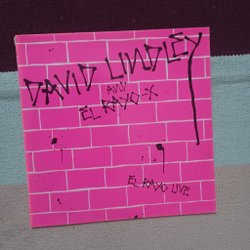 DAVID LINDLEY
AND
EL RAYO-X
EL RAYO LIVE